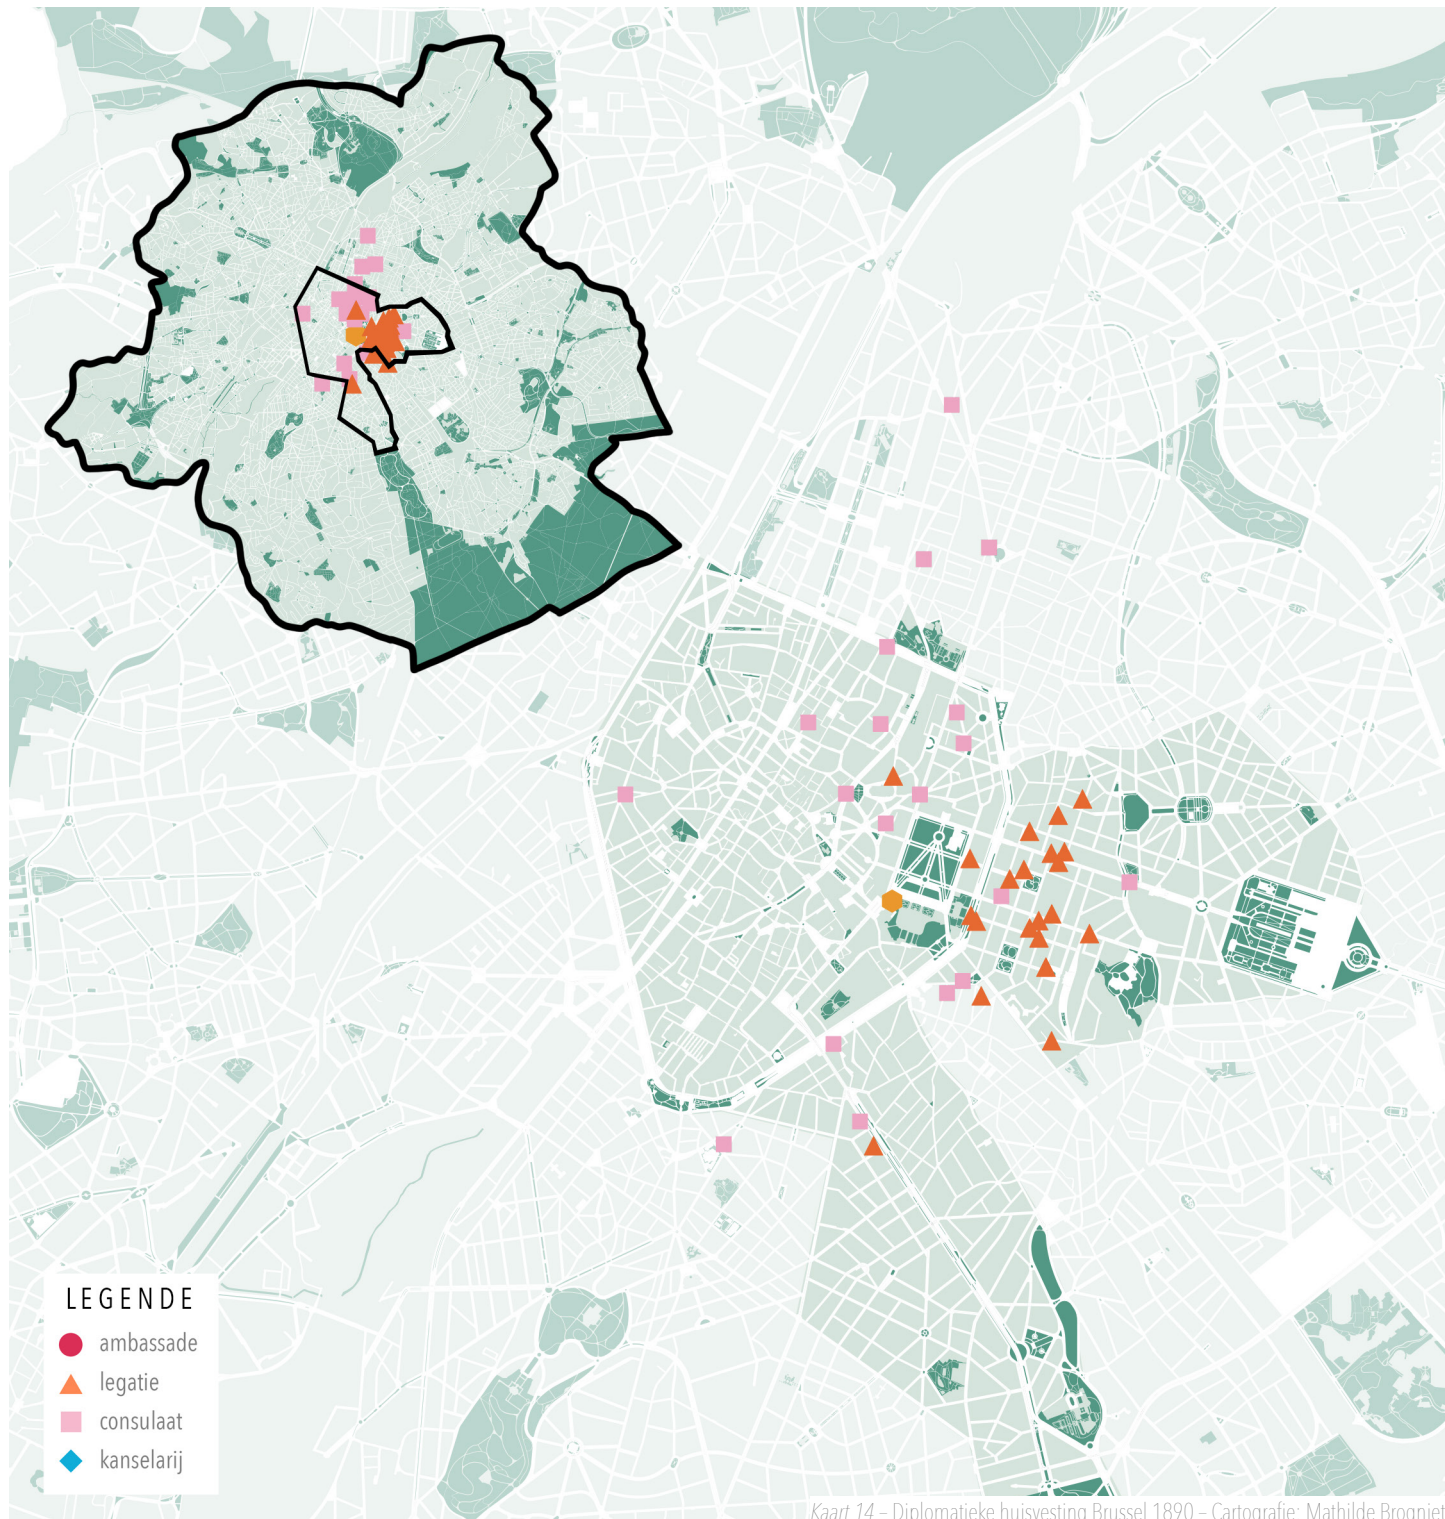 LEGENDE
ambassade
legatie
consulaat
kanselarij
Kaart 14 – Diplomatieke huisvesting Brussel 1890 – Cartografie: Mathilde Brogniet